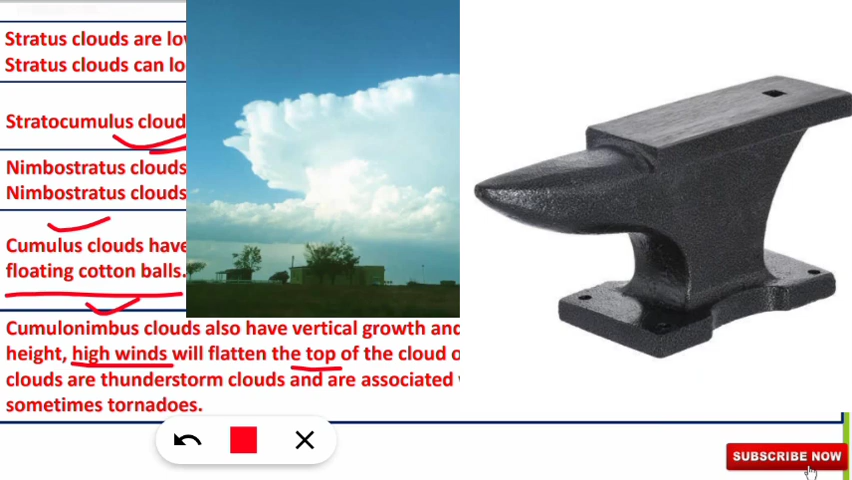 Stratus clouds are
Stratus clouds can
Stratocumulus cloud
Nimbostratus clouds
Nimbostratus clouds
Cumulus clouds have
floating cotton balls.
Cumulonimbus clouds also have vertical growth and
height, high winds will flatten the top of the cloud
clouds are thunderstorm clouds and are associated
sometimes tornadoes.
SUBSCRIBE NOW